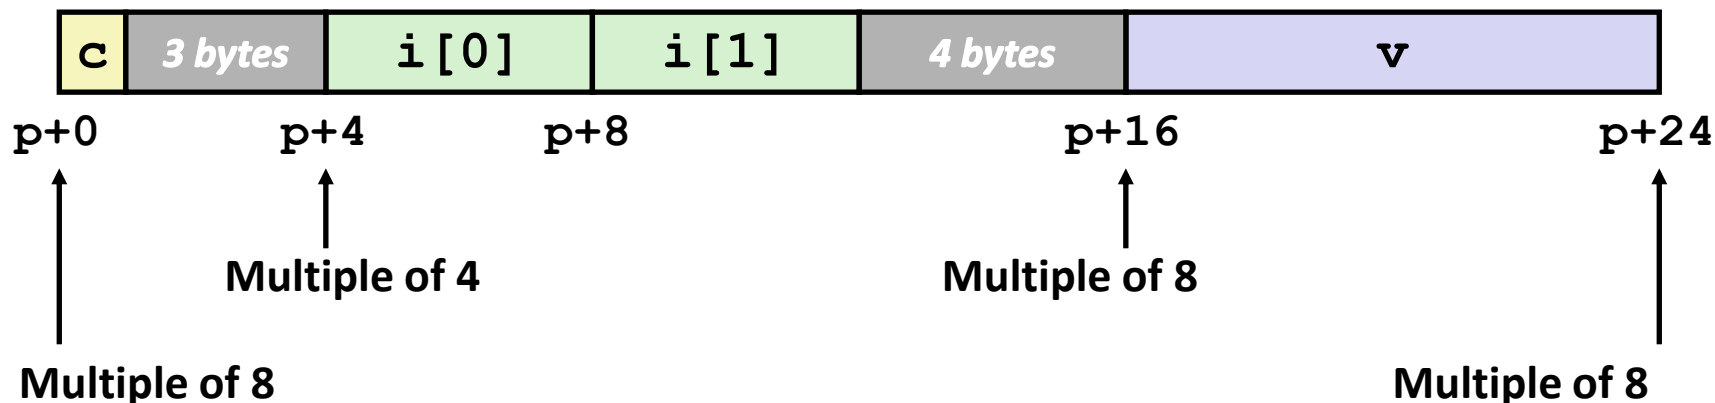 c 3 bytes i[0] i[1] 4 bytes v
p+0 p+4 p+8 p+16 p+24
Multiple of 4 Multiple of 8
Multiple of 8 Multiple of 8